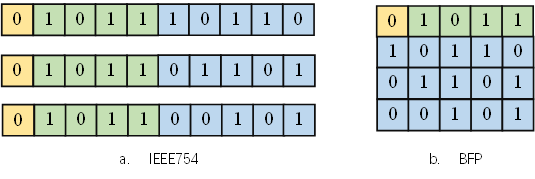 0 1 0 1 1 1 0 1 1 0
0 1 0 1 1 0 1 1 0 1
0 1 0 1 1 0 0 1 0 1
a. IEEE754
0 1 0 1 1
1 0 1 1 0
0 1 1 0 1
0 0 1 0 1
b. BFP